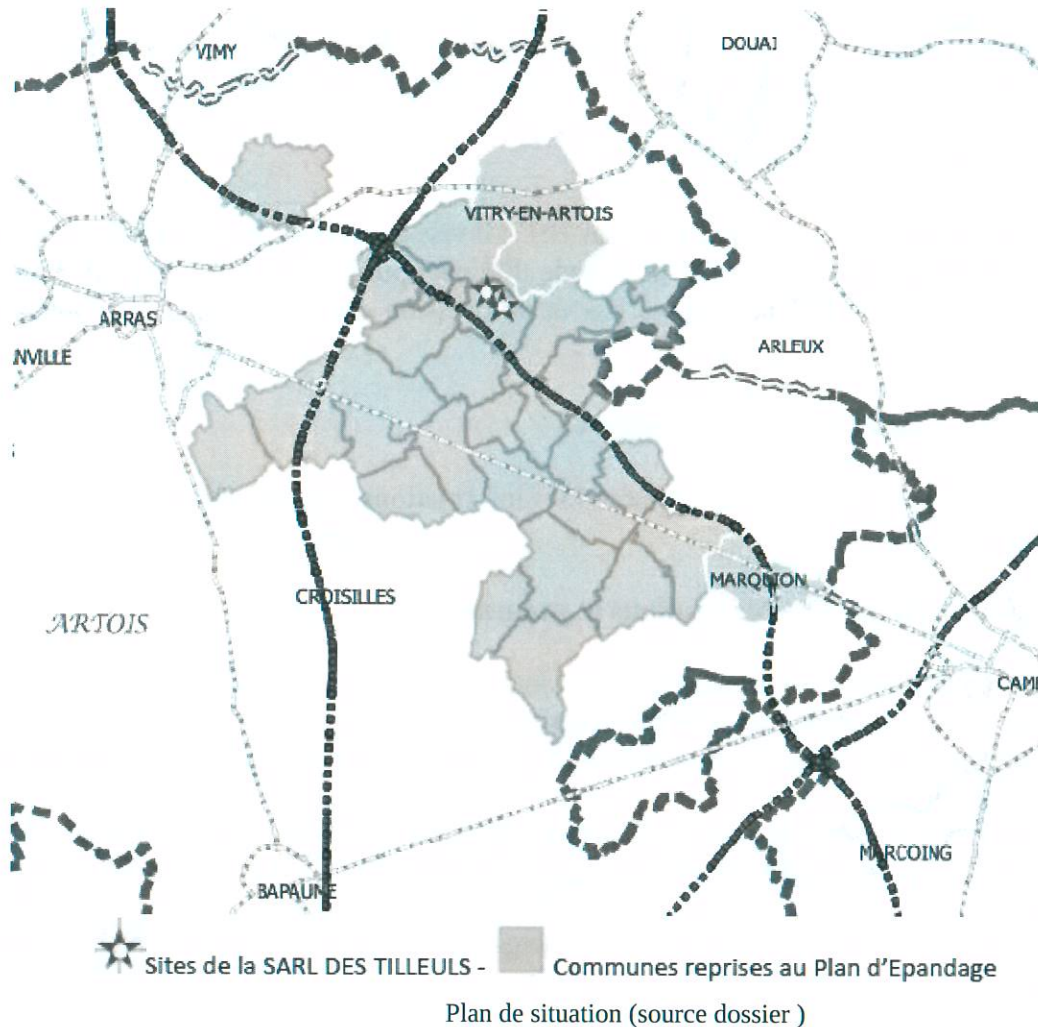 VIMY
DOUAI
VITRY-EN-ARTOIS
ARRAS
NVILLE
ARLEUX
CROISILLES
MARQUION
ARTOIS
CAMB
BAPAUME
MARCOING
Sites de la SARL DES TILLEULS - Communes reprises au Plan d'Epandage
Plan de situation (source dossier )